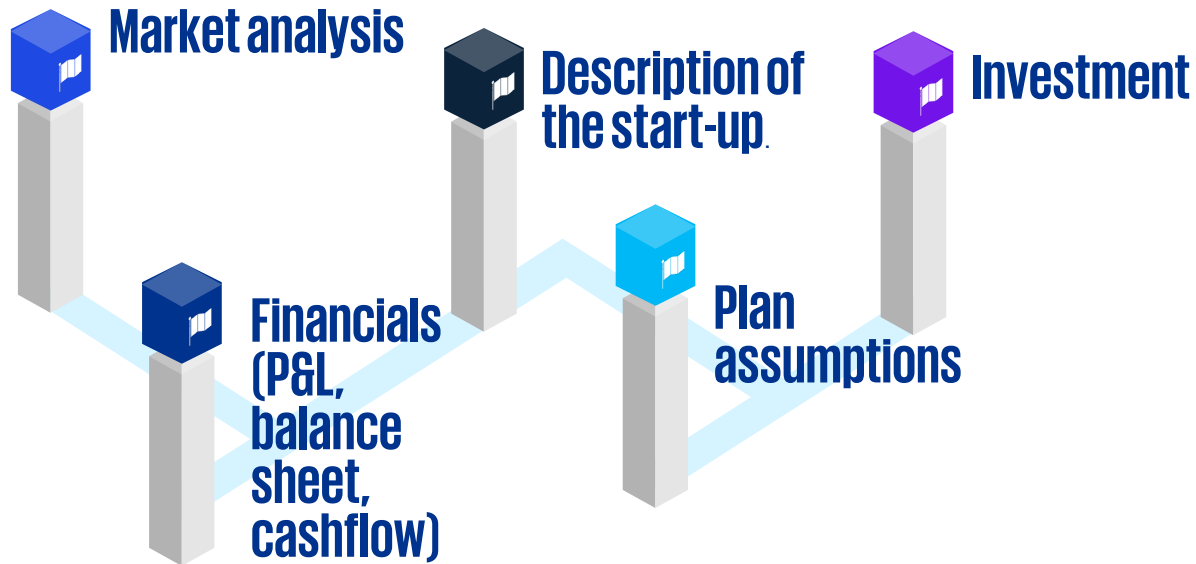 Market analysis
Description of
the start-up.
Investment
Financials
(P&L,
balance
sheet,
cashflow)
Plan
assumptions